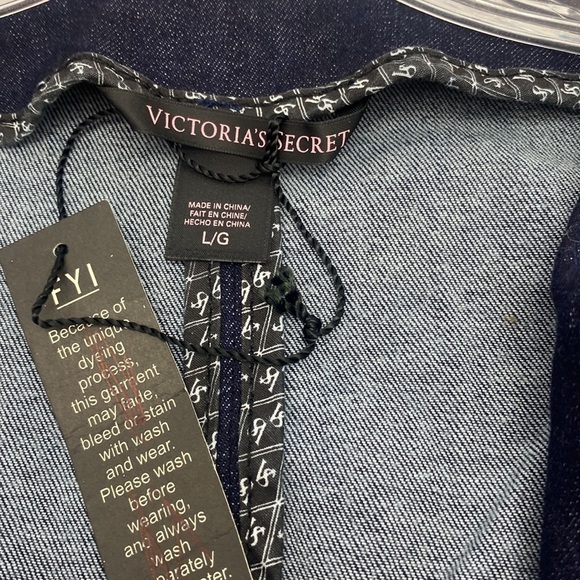 VICTORIA'S SECRET
MADE IN CHINA/
FAIT EN CHINE/
HECHO EN CHINA
L/G
FYI
Because of
the unique
dyeing
process,
this garment
may fade,
bleed or stain
with wash
and wear.
Please wash
before
wearing,
and always
wash